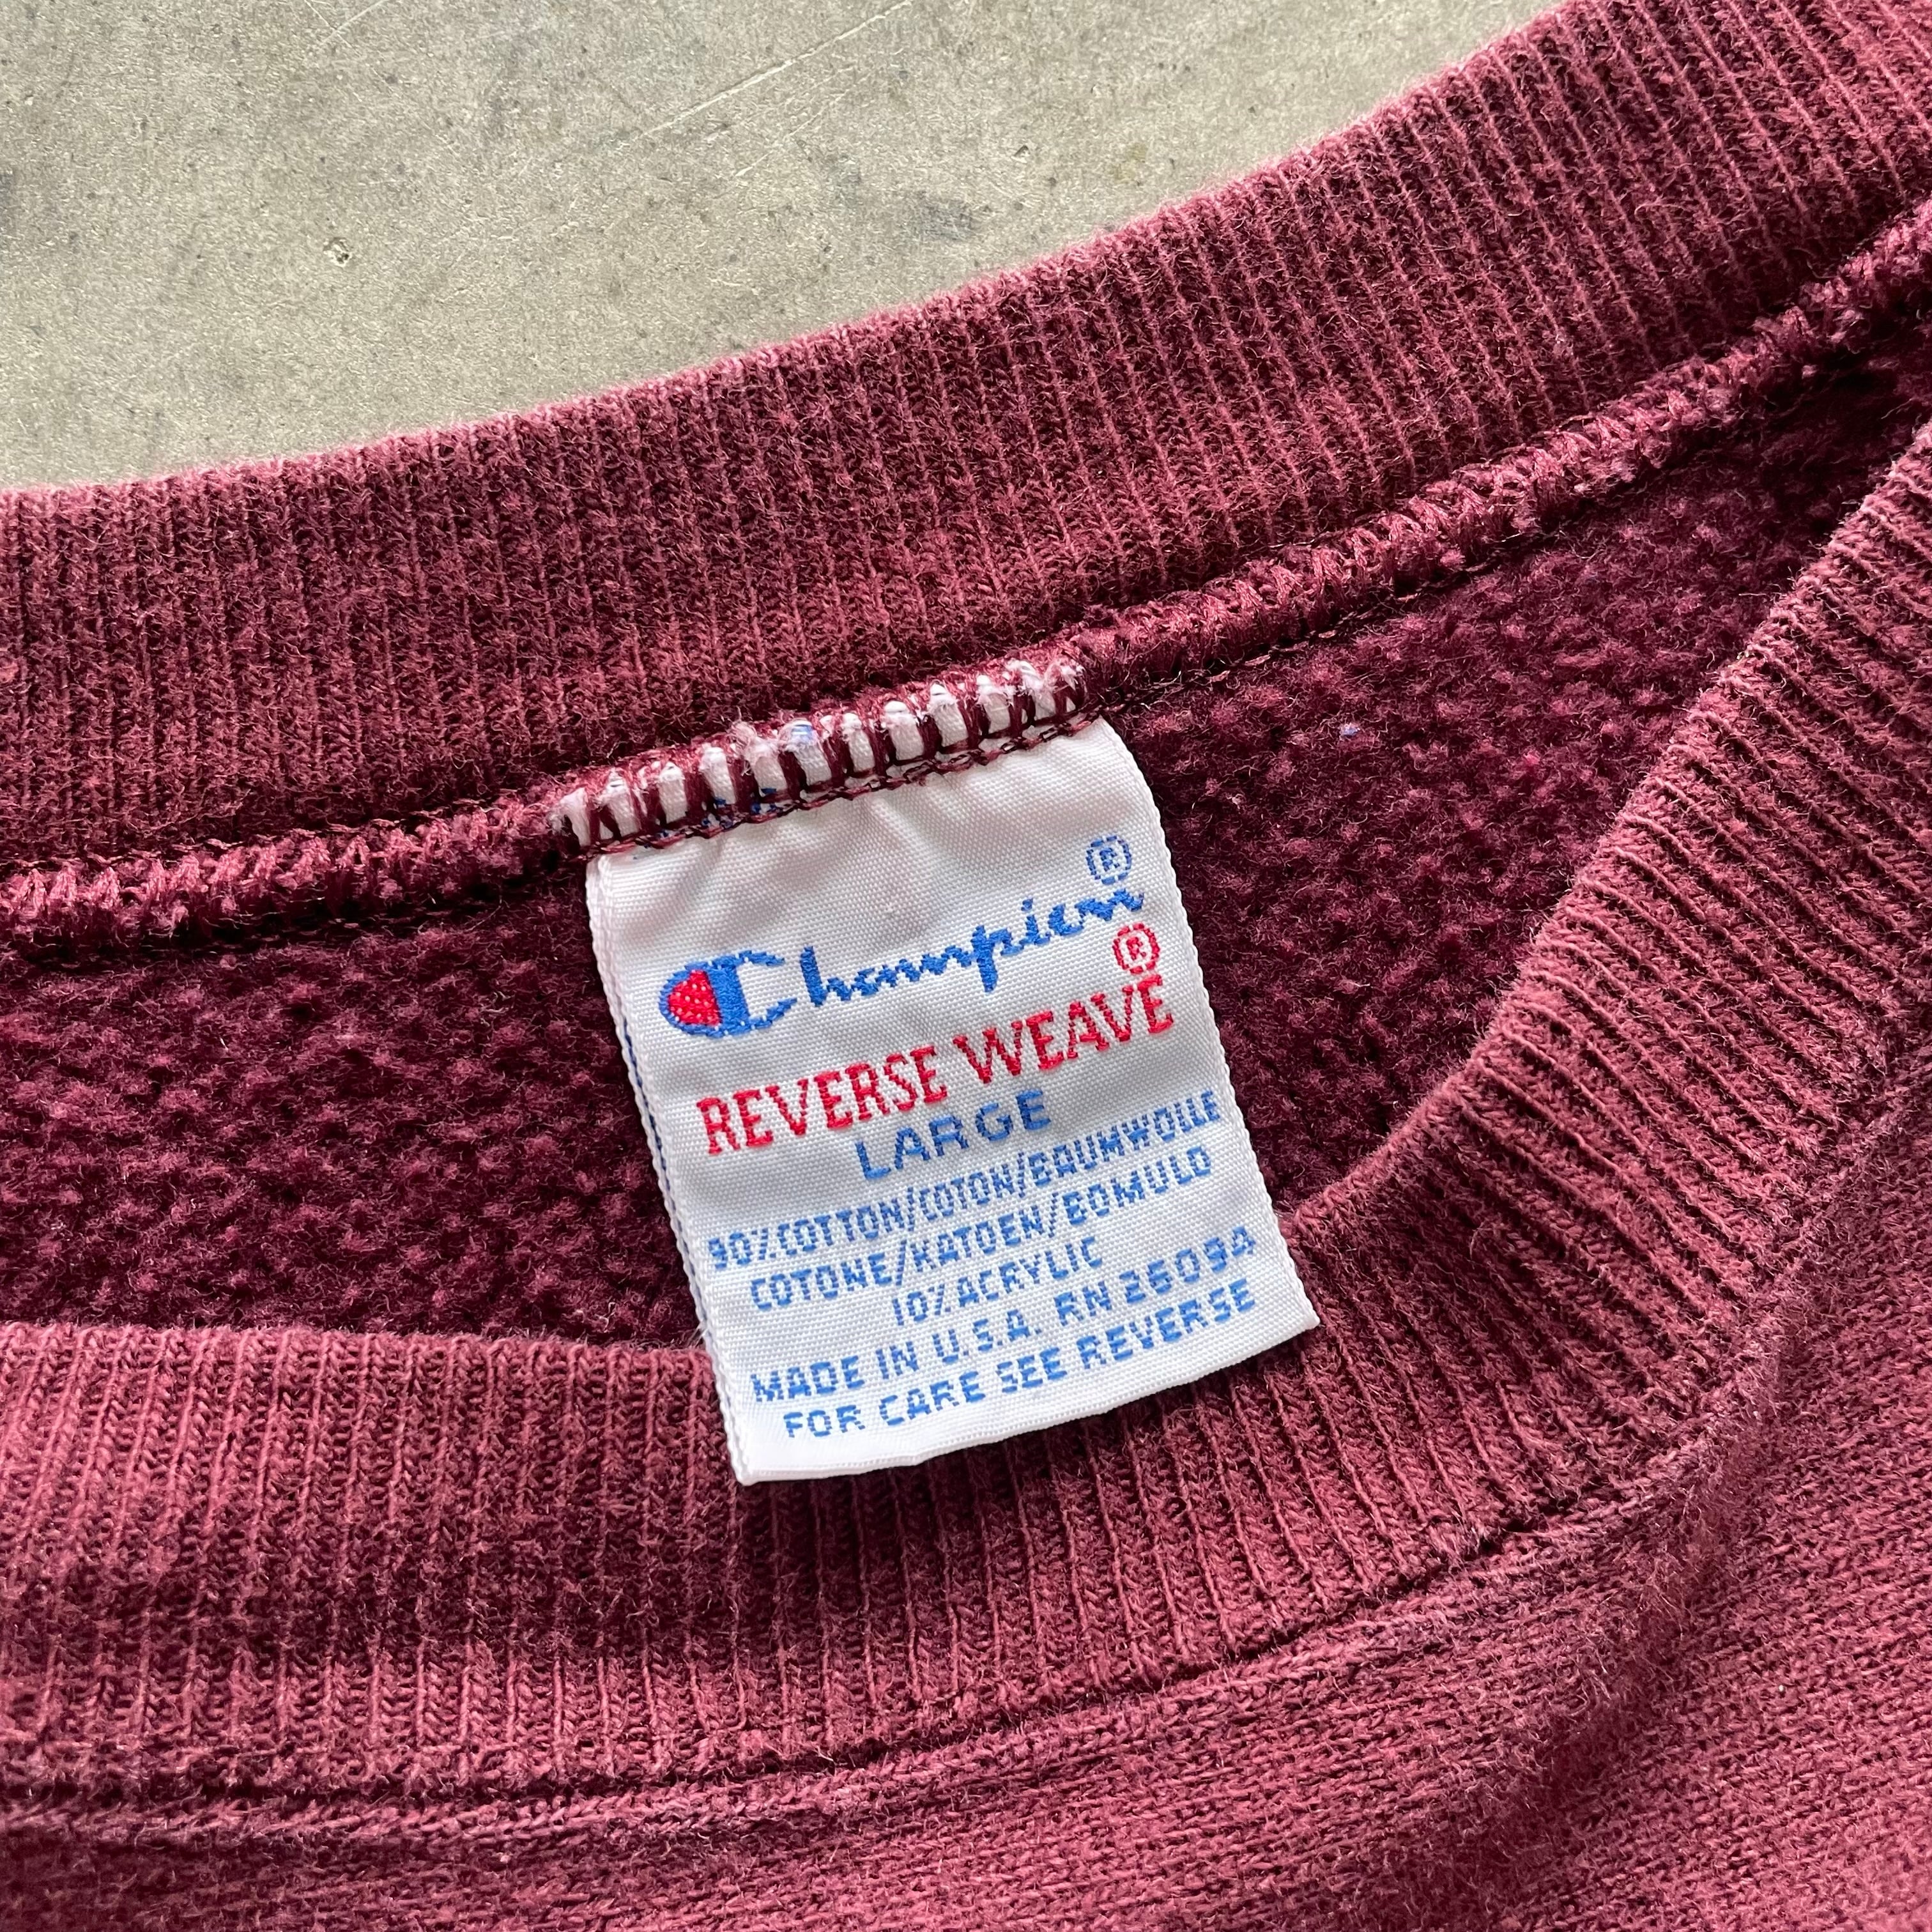 Champion®
REVERSE WEAVE®
LARGE
90% COTTON/COTON/BAUMWOLLE
COTONE/KATOEN/BOMULD
10% ACRYLIC
MADE IN U.S.A. RN 26094
FOR CARE SEE REVERSE